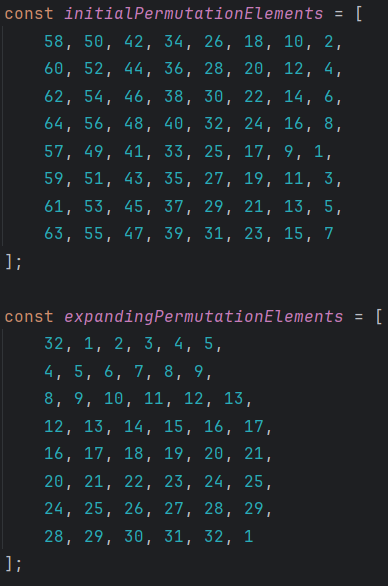 const initialPermutationElements = [
58, 50, 42, 34, 26, 18, 10, 2,
60, 52, 44, 36, 28, 20, 12, 4,
62, 54, 46, 38, 30, 22, 14, 6,
64, 56, 48, 40, 32, 24, 16, 8,
57, 49, 41, 33, 25, 17, 9, 1,
59, 51, 43, 35, 27, 19, 11, 3,
61, 53, 45, 37, 29, 21, 13, 5,
63, 55, 47, 39, 31, 23, 15, 7
];
const expandingPermutationElements = [
32, 1, 2, 3, 4, 5,
4, 5, 6, 7, 8, 9,
8, 9, 10, 11, 12, 13,
12, 13, 14, 15, 16, 17,
16, 17, 18, 19, 20, 21,
20, 21, 22, 23, 24, 25,
24, 25, 26, 27, 28, 29,
28, 29, 30, 31, 32, 1
];